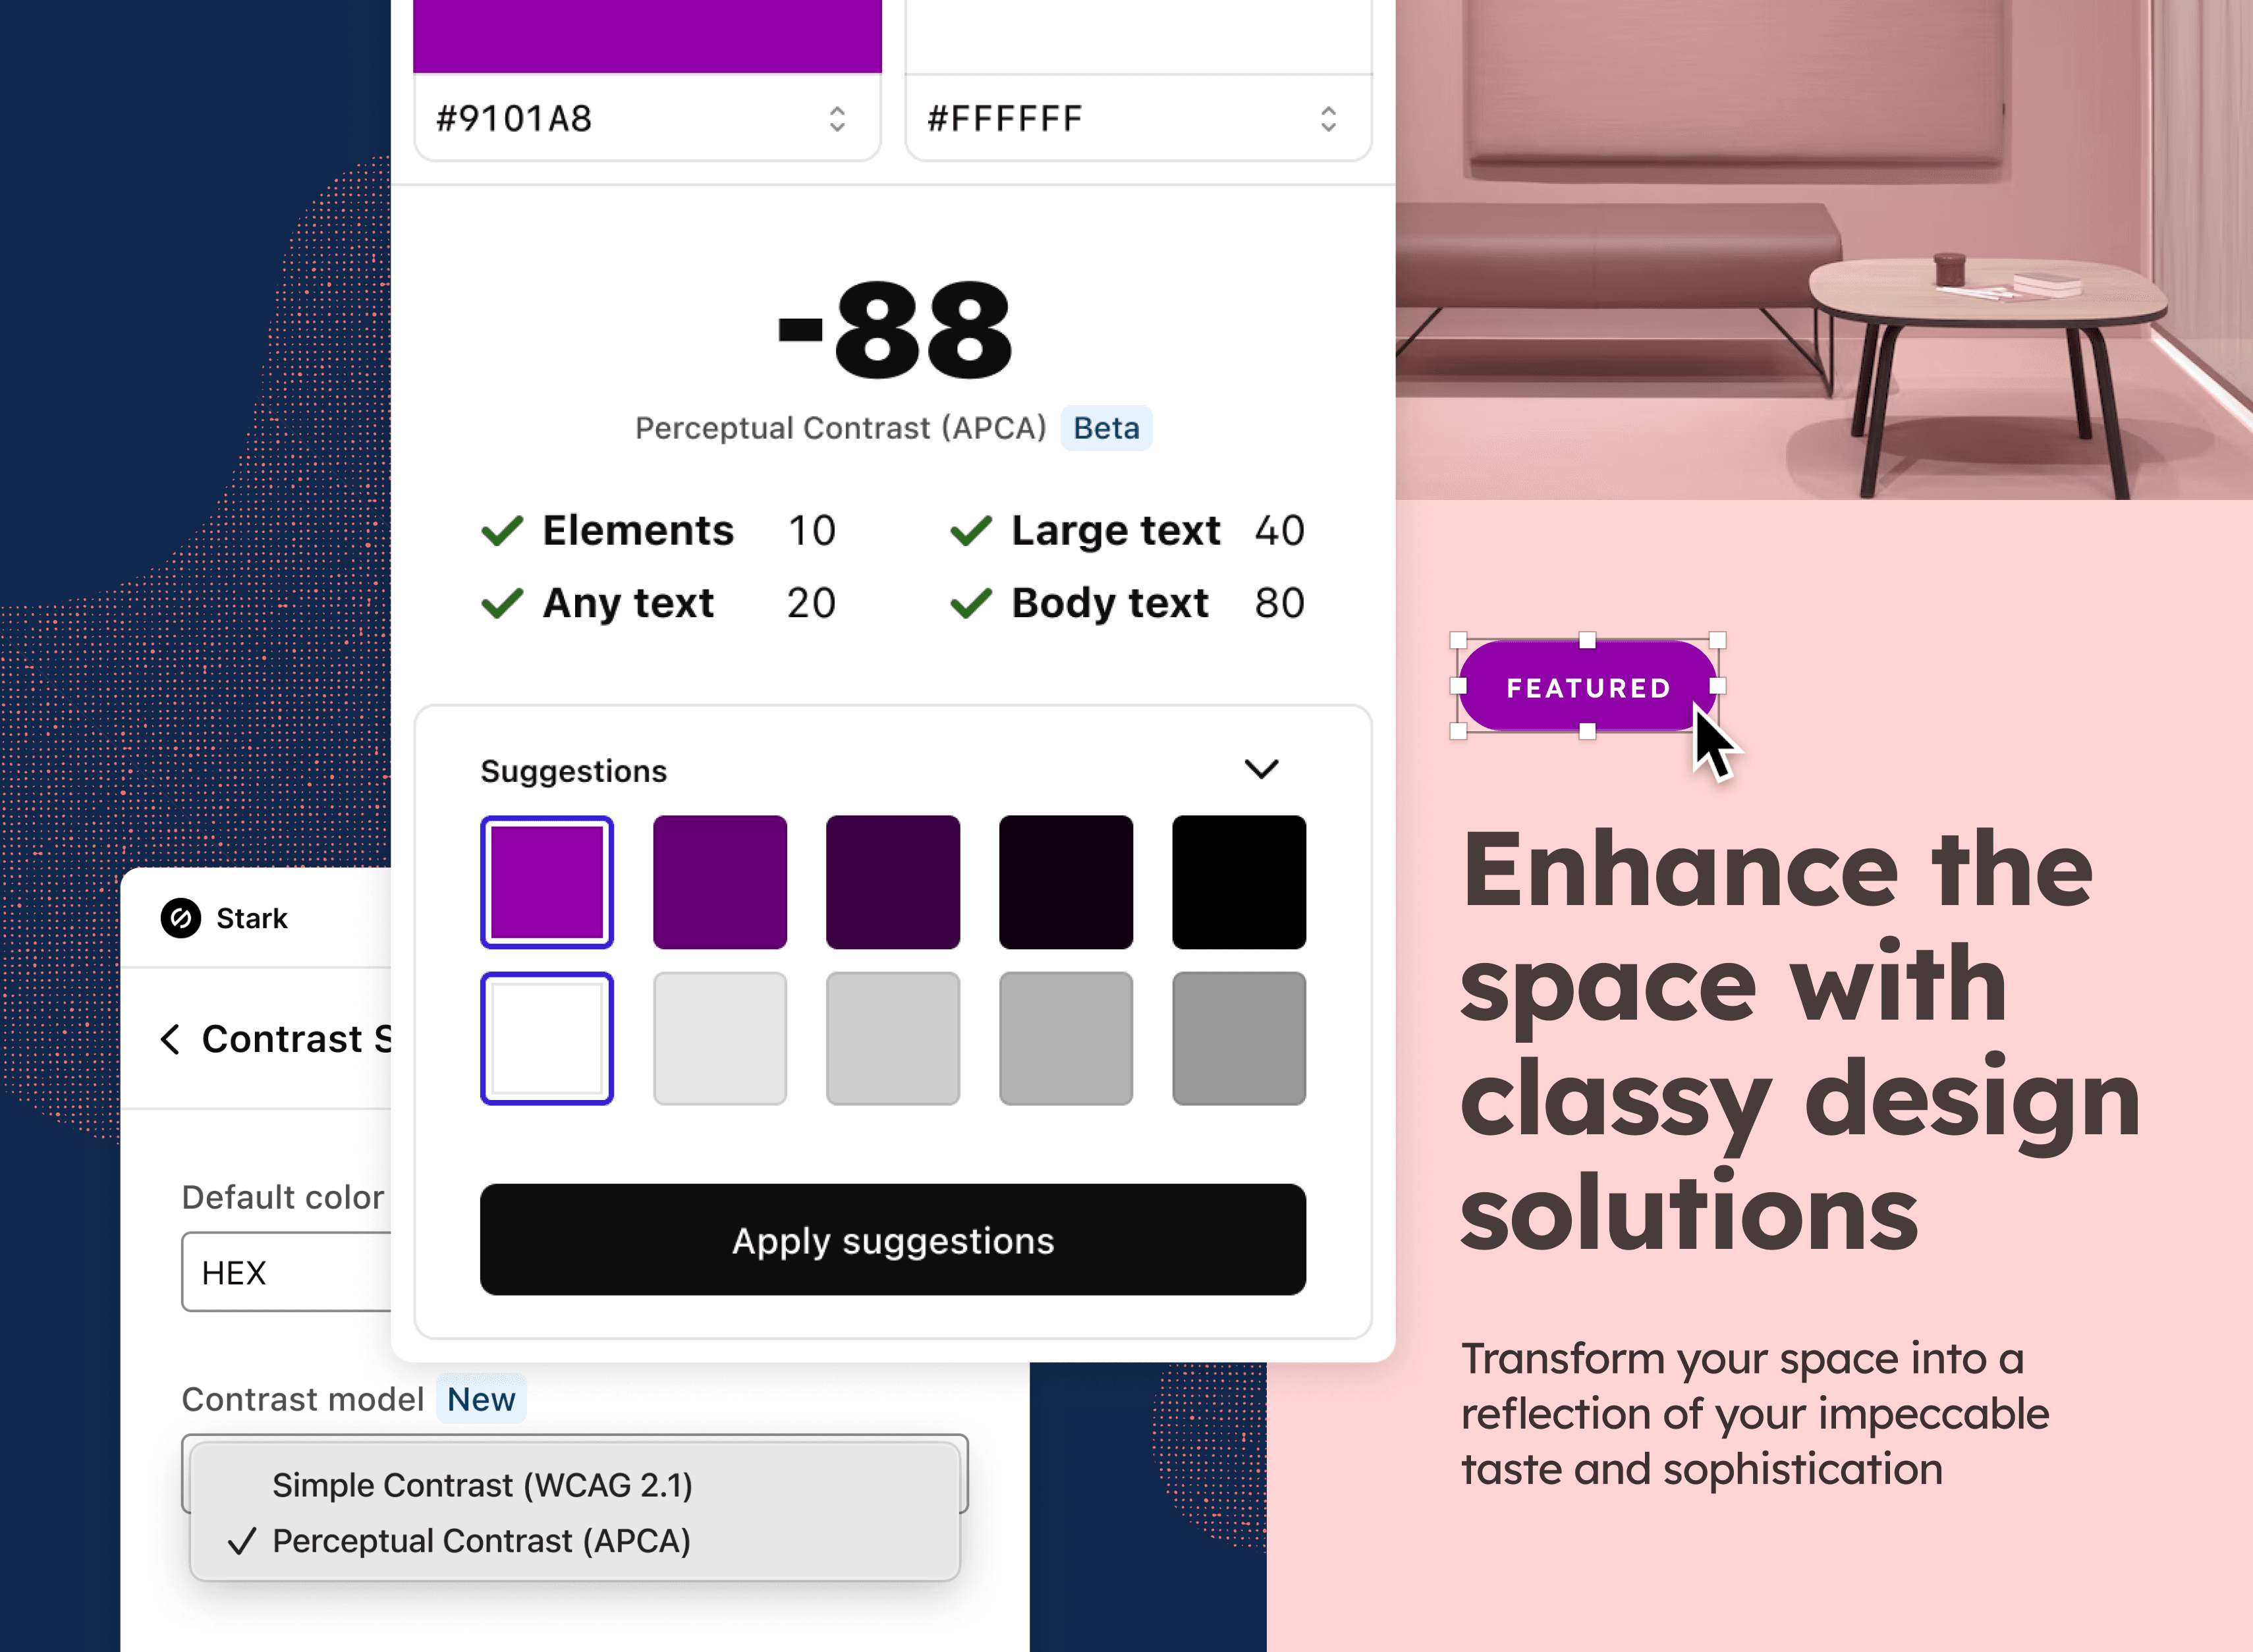 #9101A8
#FFFFFF
-88
Perceptual Contrast (APCA) Beta
Elements 10
Large text 40
Any text 20
Body text 80
Suggestions
Apply suggestions
Stark
Contrast S
Default color
HEX
Contrast model New
Simple Contrast (WCAG 2.1)
Perceptual Contrast (APCA)
FEATURED
Enhance the
space with
classy design
solutions
Transform your space into a
reflection of your impeccable
taste and sophistication